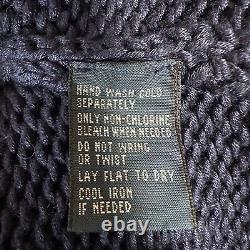 HAND WASH COLD
SEPARATELY
ONLY NON-CHLORINE
BLEACH WHEN NEEDED
DO NOT WRING
OR TWIST
LAY FLAT TO DRY
COOL IRON
IF NEEDED
ebay